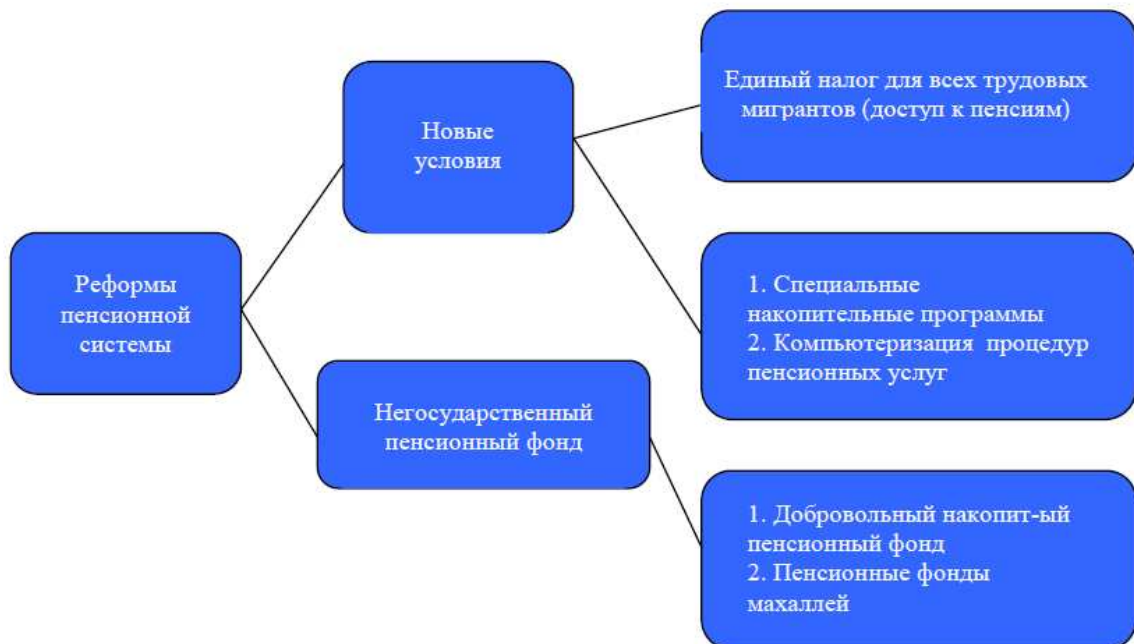 Реформы
пенсионной
системы
Новые
условия
Негосударственный
пенсионный фонд
Единый налог для всех трудовых
мигрантов (доступ к пенсиям)
1. Специальные
накопительные программы
2. Компьютеризация процедур
пенсионных услуг
1. Добровольный накопит-ый
пенсионный фонд
2. Пенсионные фонды
махаллей